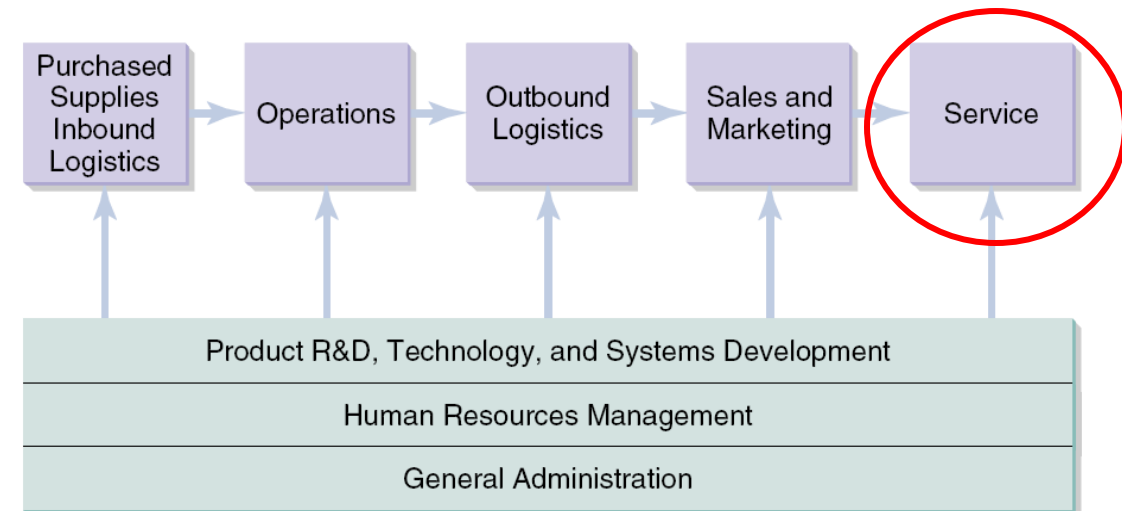 Purchased
Supplies
Inbound
Logistics
Operations
Outbound
Logistics
Sales and
Marketing
Service
Product R&D, Technology, and Systems Development
Human Resources Management
General Administration